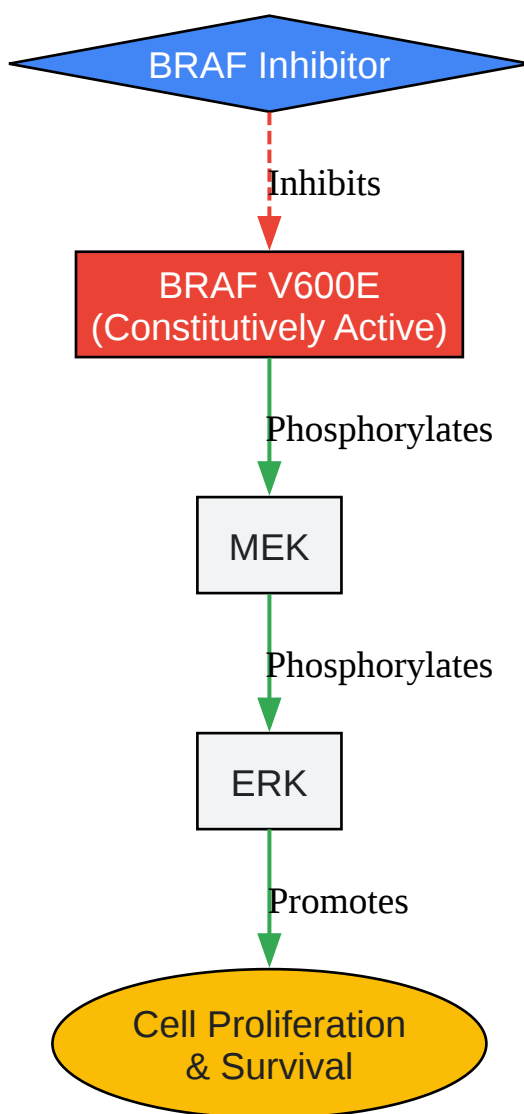 BRAF Inhibitor
Inhibits
BRAF V600E
(Constitutively Active)
Phosphorylates
MEK
Phosphorylates
ERK
Promotes
Cell Proliferation
& Survival